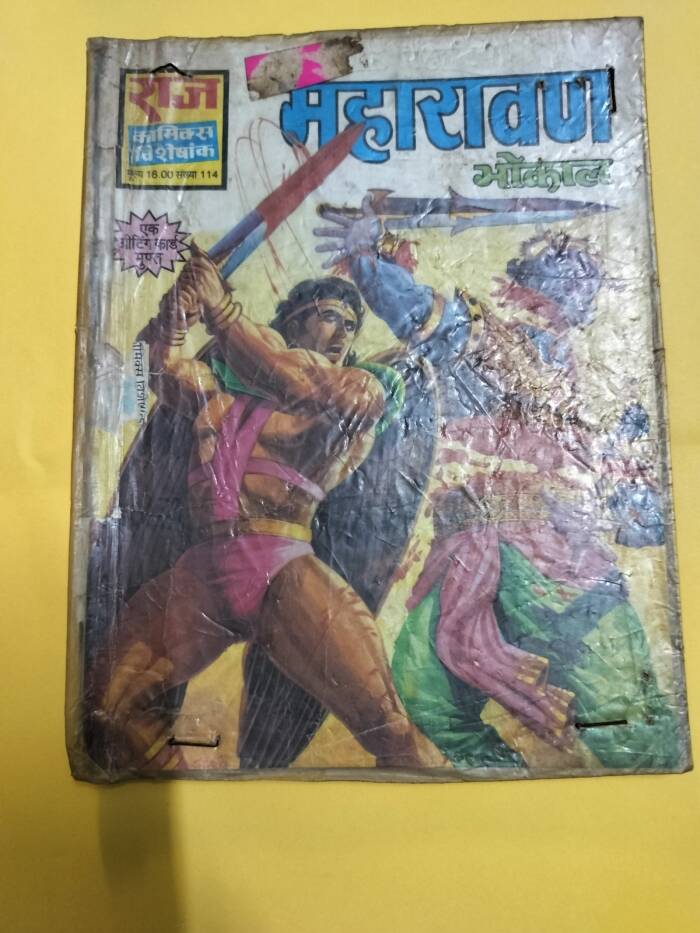 राज
कॉमिक्स
विशेषांक
मूल्य 16.00 संख्या 114
महारावण
भोकाल
एक
ग्रीटिंग कार्ड
मुफ्त